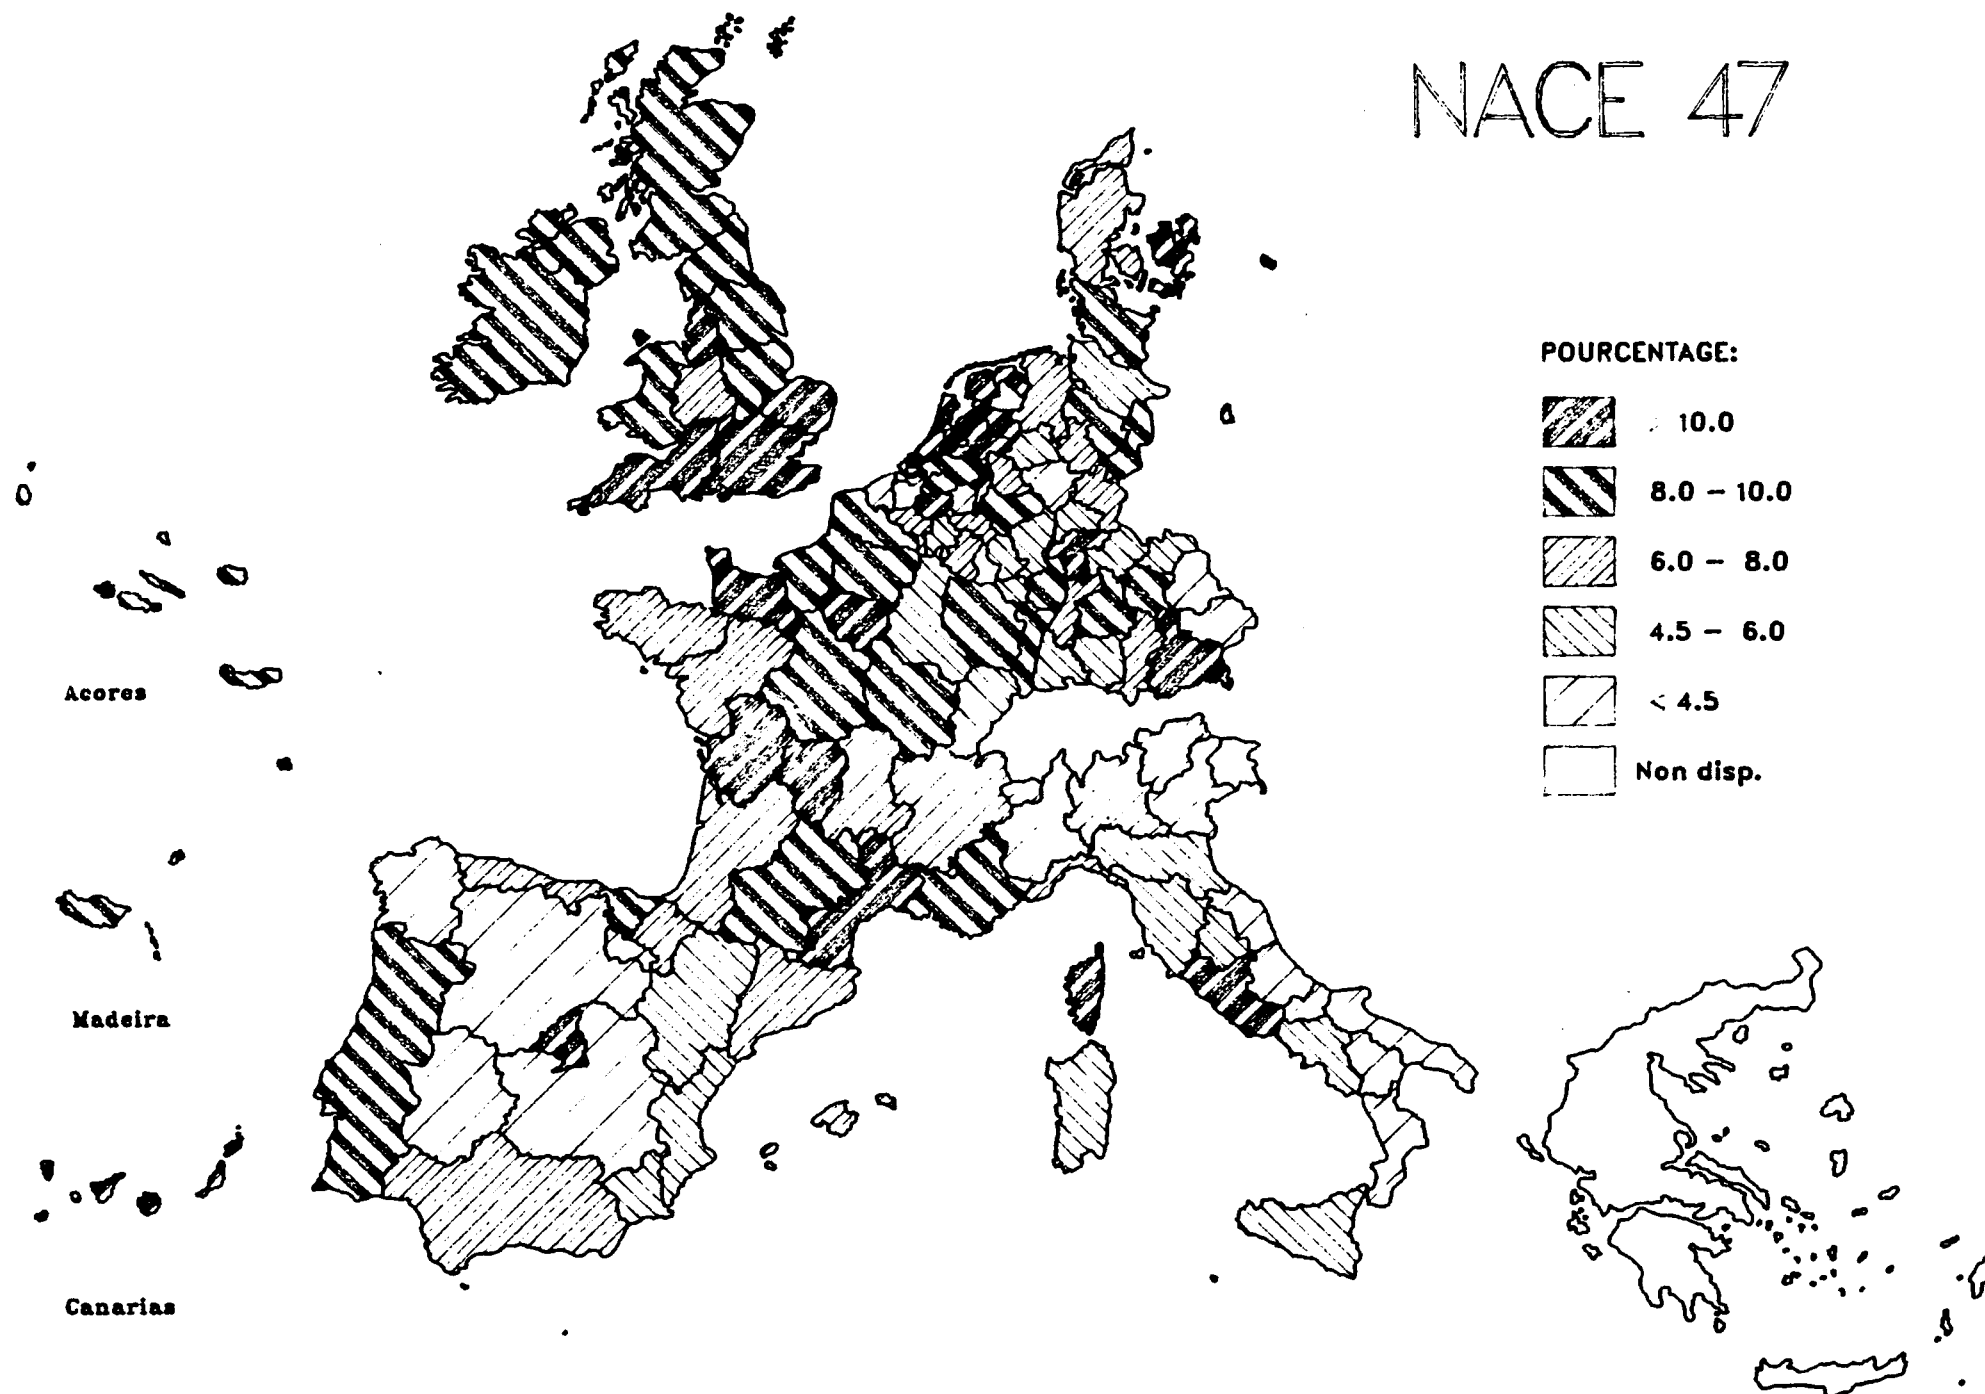 NACE 47
POURCENTAGE:
10.0
8.0 - 10.0
6.0 - 8.0
4.5 - 6.0
< 4.5
Non disp.
Acores
Madeira
Canarias